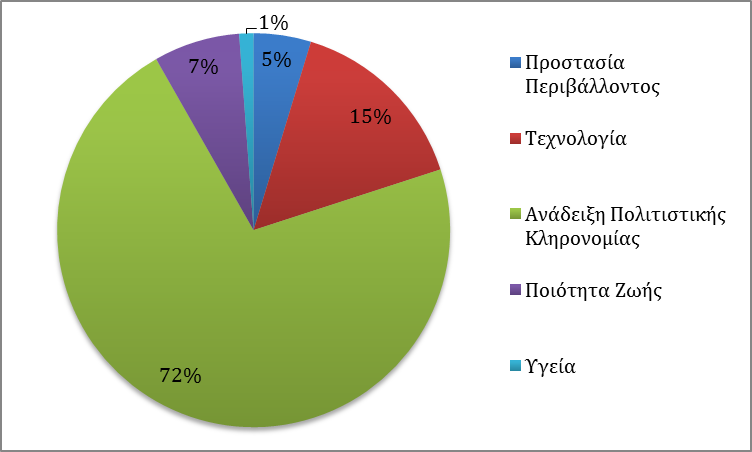 1%
5%
7%
15%
72%
Προστασία
Περιβάλλοντος
Τεχνολογία
Ανάδειξη Πολιτιστικής
Κληρονομίας
Ποιότητα Ζωής
Υγεία